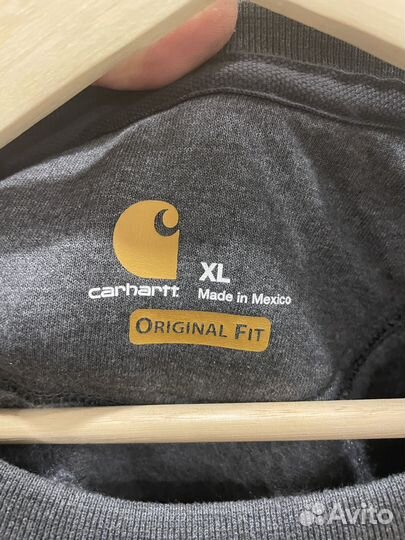 XL
carhartt
Made in Mexico
ORIGINAL FIT
Avito